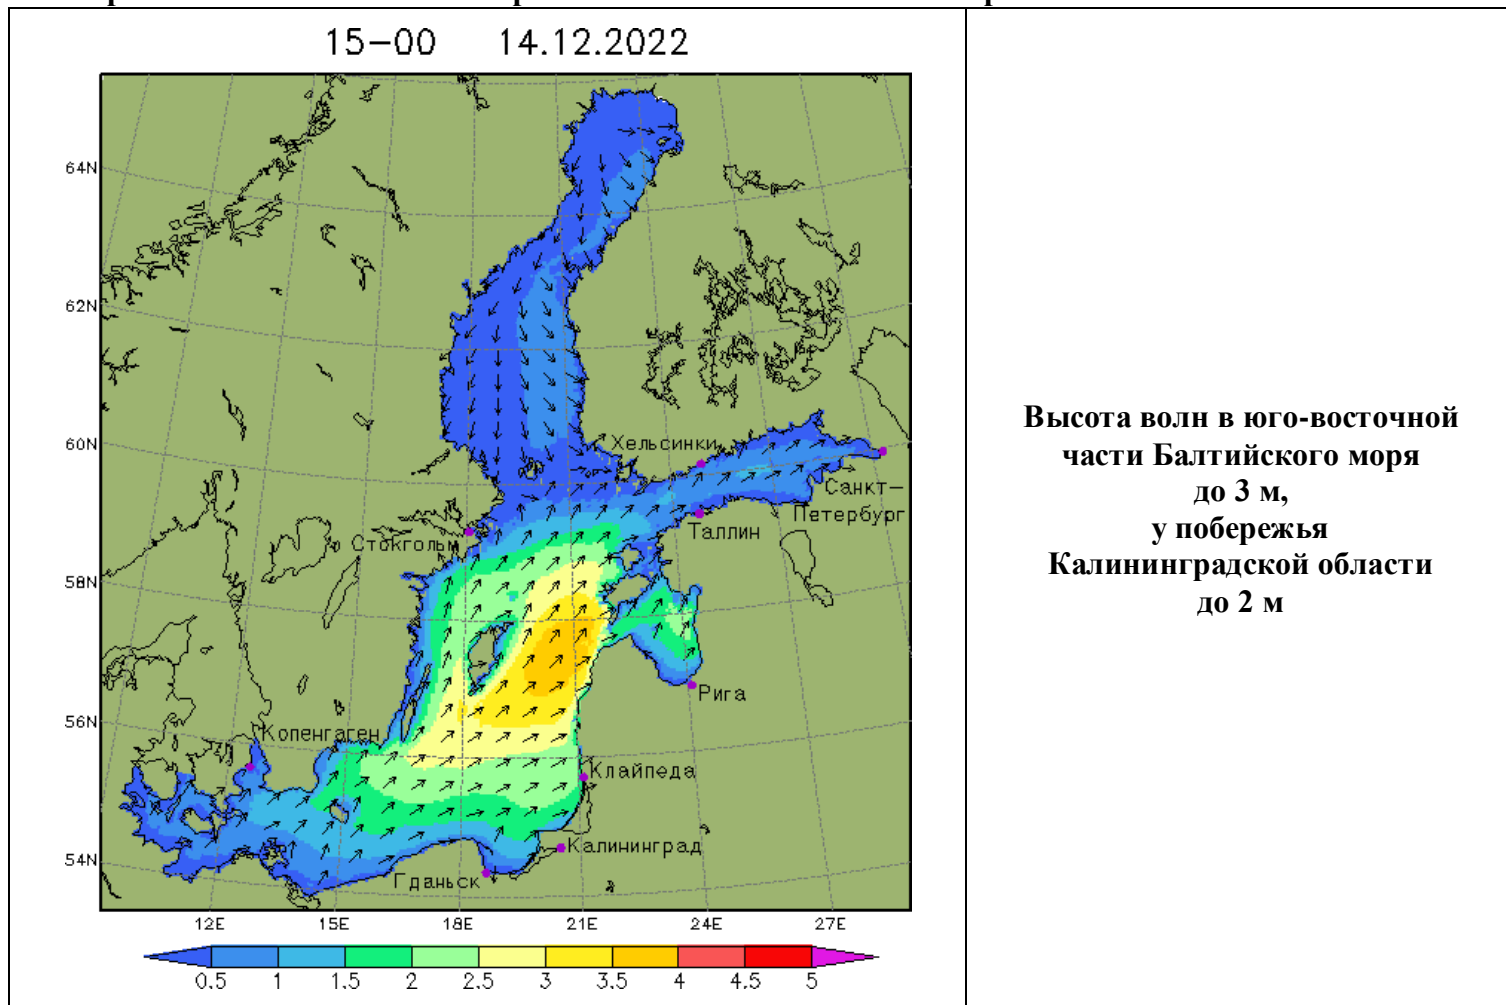 15-00 14.12.2022
64N
62N
60N
58N
56N
54N
Хельсинки
Санкт-
Петербург
Таллин
Стокгольм
Рига
Копенгаген
Клайпеда
Калининград
Гданьск
12E 15E 18E 21E 24E 27E
0.5 1 1.5 2 2.5 3 3.5 4 4.5 5
Высота волн в юго-восточной
части Балтийского моря
до 3 м,
у побережья
Калининградской области
до 2 м